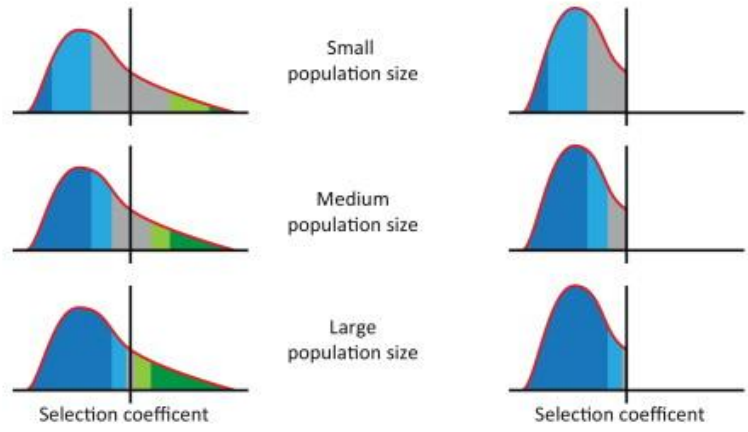 Small
population size
Medium
population size
Large
population size
Selection coefficent
Selection coefficent